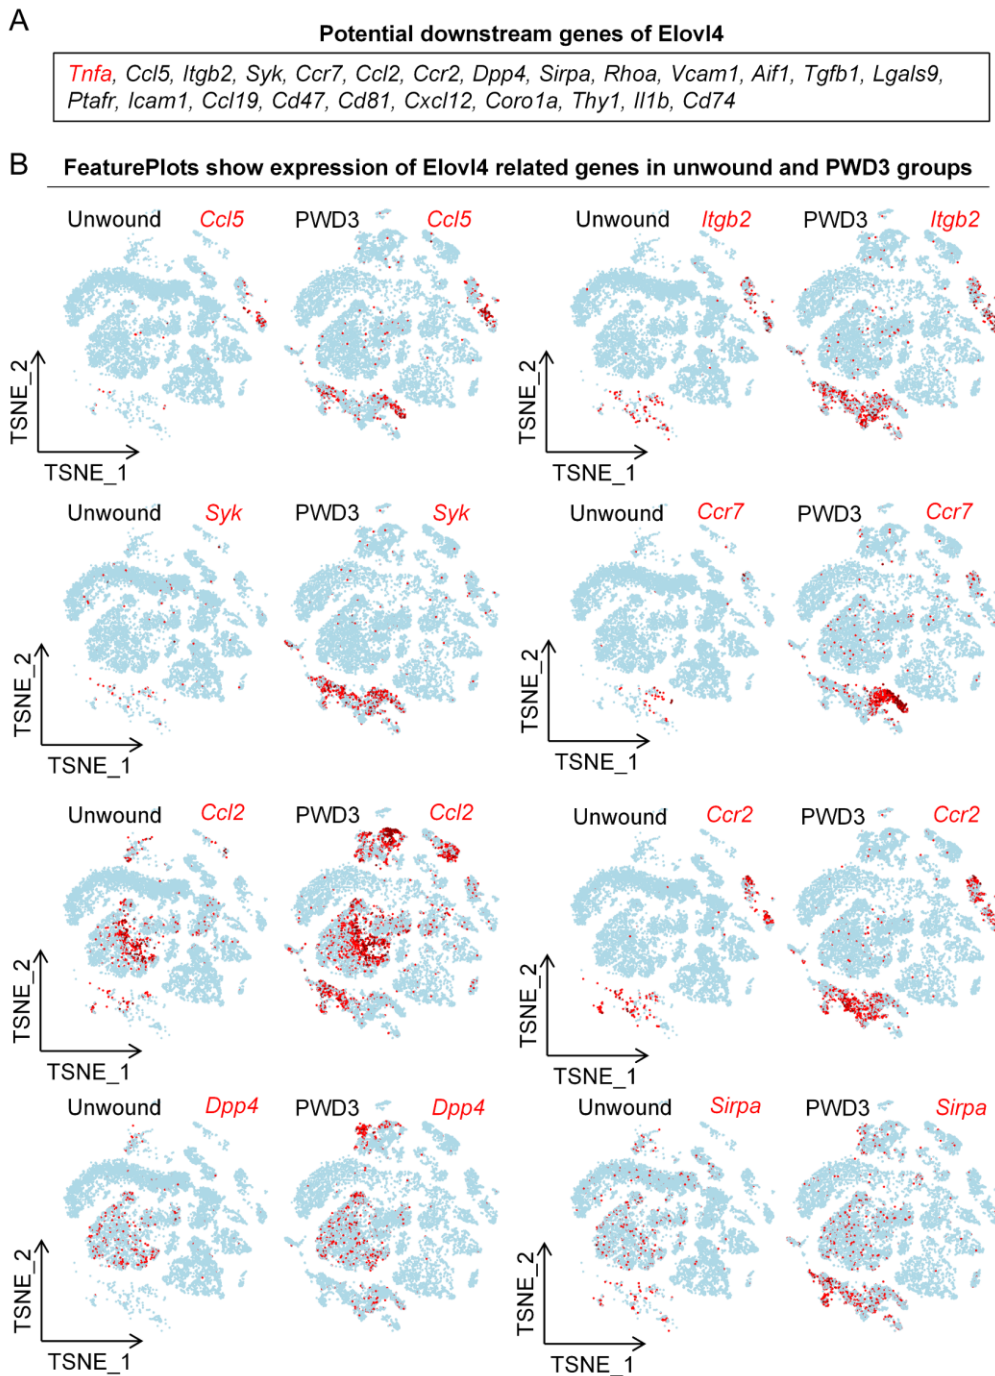 A
Potential downstream genes of Elovl4
Tnfa, Ccl5, Itgb2, Syk, Ccr7, Ccl2, Ccr2, Dpp4, Sirpa, Rhoa, Vcam1, Aif1, Tgfb1, Lgals9,
Ptafr, Icam1, Ccl19, Cd47, Cd81, Cxcl12, Coro1a, Thy1, Il1b, Cd74
B
FeaturePlots show expression of Elovl4 related genes in unwound and PWD3 groups
Unwound Ccl5 PWD3 Ccl5 Unwound Itgb2 PWD3 Itgb2
TSNE_2 TSNE_2
TSNE_1 TSNE_1
Unwound Syk PWD3 Syk Unwound Ccr7 PWD3 Ccr7
TSNE_2 TSNE_2
TSNE_1 TSNE_1
Unwound Ccl2 PWD3 Ccl2 Unwound Ccr2 PWD3 Ccr2
TSNE_2 TSNE_2
TSNE_1 TSNE_1
Unwound Dpp4 PWD3 Dpp4 Unwound Sirpa PWD3 Sirpa
TSNE_2 TSNE_2
TSNE_1 TSNE_1